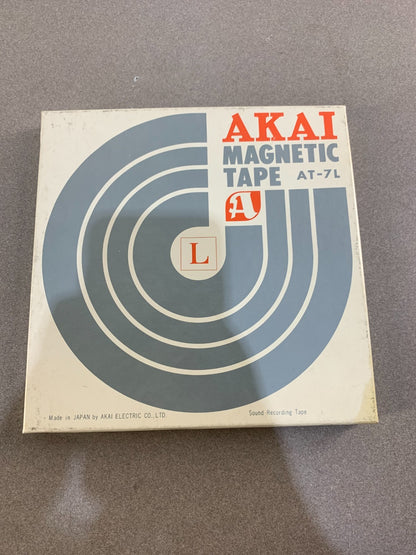 AKAI
MAGNETIC
TAPE AT-7L
A
L
Made in JAPAN by AKAI ELECTRIC CO., LTD.
Sound Recording Tape